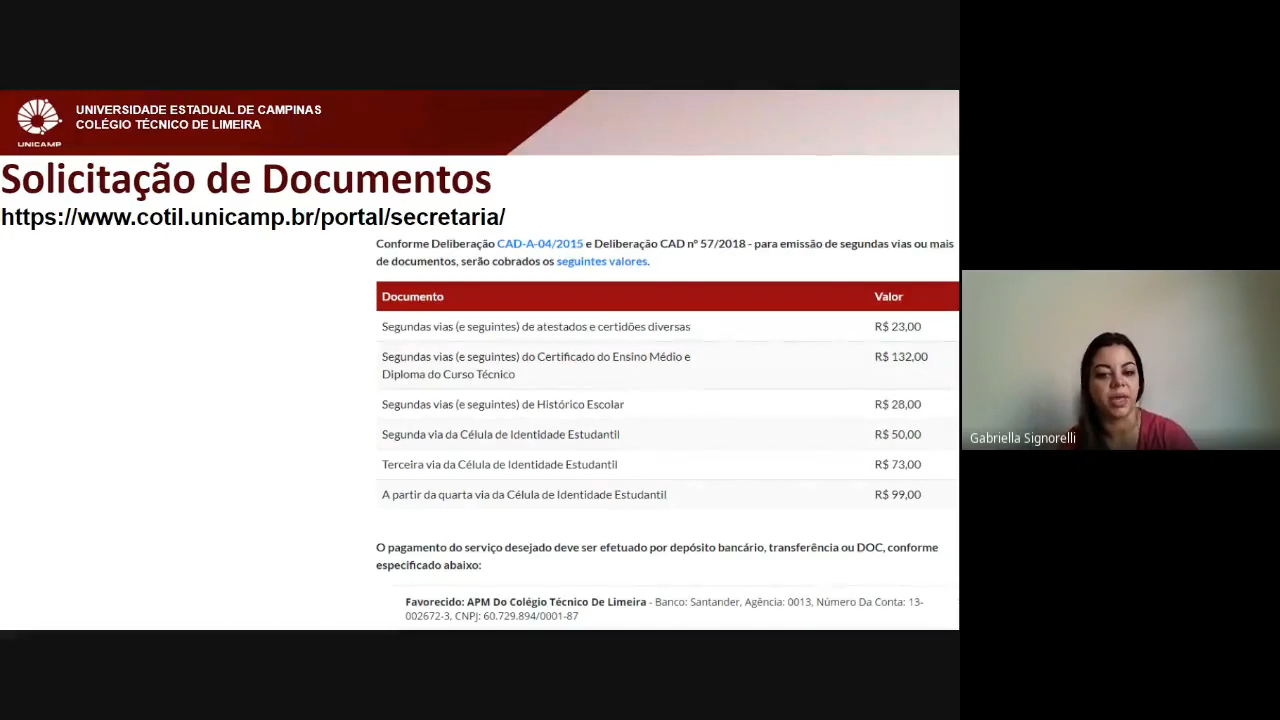 UNIVERSIDADE ESTADUAL DE CAMPINAS
COLÉGIO TÉCNICO DE LIMEIRA
UNICAMP
Solicitação de Documentos
https://www.cotil.unicamp.br/portal/secretaria/
Conforme Deliberação CAD-A-04/2015 e Deliberação CAD nº 57/2018 - para emissão de segundas vias ou mais
de documentos, serão cobrados os seguintes valores.
Documento Valor
Segundas vias (e seguintes) de atestados e certidões diversas R$ 23,00
Segundas vias (e seguintes) do Certificado do Ensino Médio e R$ 132,00
Diploma do Curso Técnico
Segundas vias (e seguintes) de Histórico Escolar R$ 28,00
Segunda via da Célula de Identidade Estudantil R$ 50,00
Terceira via da Célula de Identidade Estudantil R$ 73,00
A partir da quarta via da Célula de Identidade Estudantil R$ 99,00
O pagamento do serviço desejado deve ser efetuado por depósito bancário, transferência ou DOC, conforme
especificado abaixo:
Favorecido: APM Do Colégio Técnico De Limeira - Banco: Santander, Agência: 0013, Número Da Conta: 13-
002672-3, CNPJ: 60.729.894/0001-87
Gabriella Signorelli